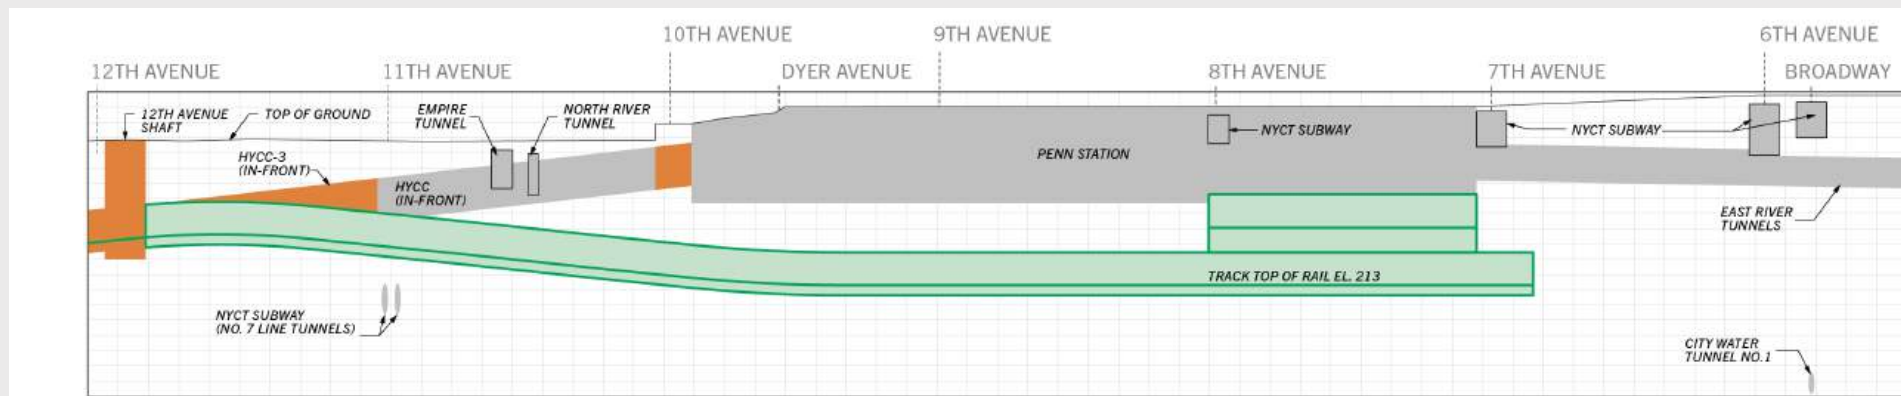 10TH AVENUE
9TH AVENUE
6TH AVENUE
12TH AVENUE
11TH AVENUE
DYER AVENUE
8TH AVENUE
7TH AVENUE
BROADWAY
12TH AVENUE
SHAFT
TOP OF GROUND
EMPIRE
TUNNEL
NORTH RIVER
TUNNEL
NYCT SUBWAY
NYCT SUBWAY
HYCC-3
(IN-FRONT)
PENN STATION
HYCC
(IN-FRONT)
EAST RIVER
TUNNELS
TRACK TOP OF RAIL EL. 213
NYCT SUBWAY
(NO. 7 LINE TUNNELS)
CITY WATER
TUNNEL NO.1